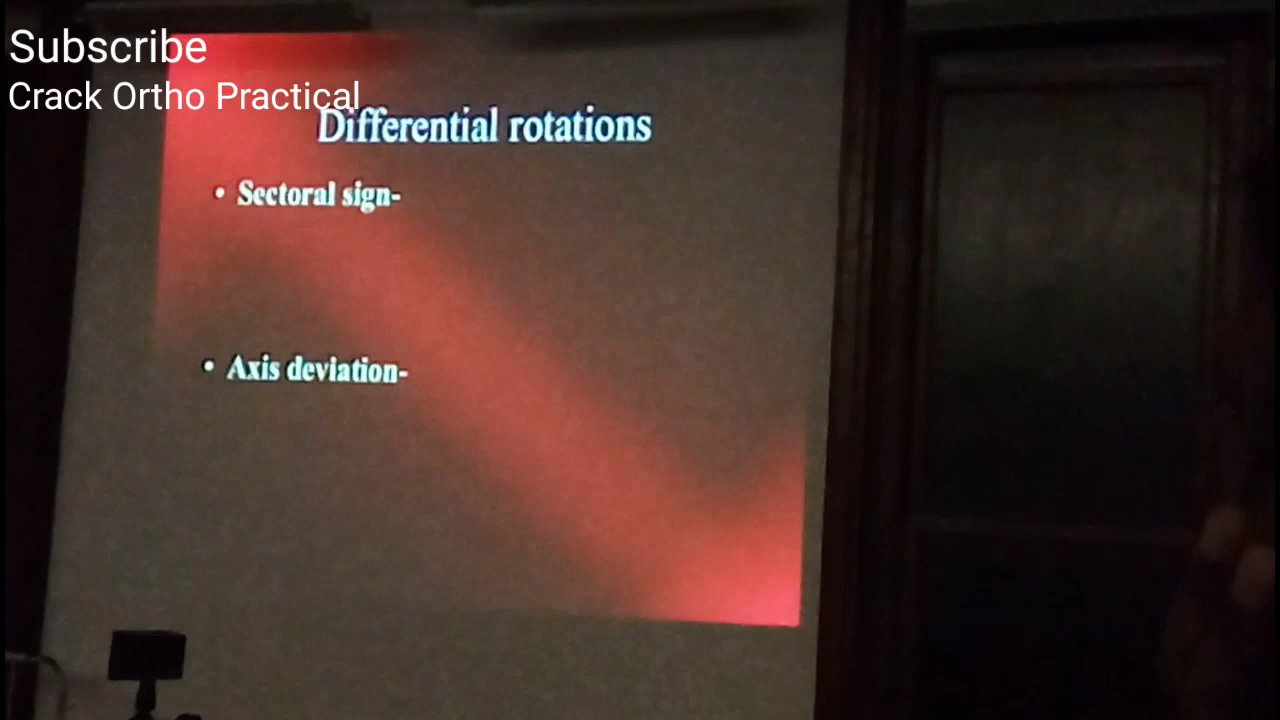 Subscribe
Crack Ortho Practical
Differential rotations
• Sectoral sign-
• Axis deviation-